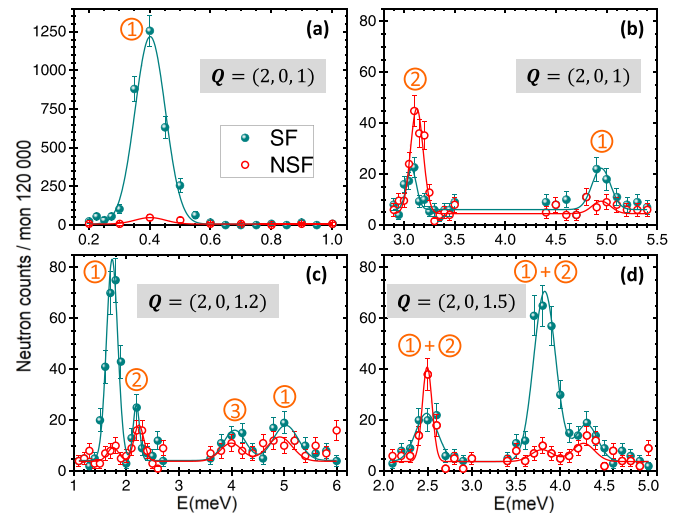 Neutron counts / mon 120 000
1250
1000
750
500
250
0
① (a)
Q = (2, 0, 1)
SF
NSF
0.2 0.4 0.6 0.8 1.0
80
60
40
20
0
(b)
② Q = (2, 0, 1)
①
3.0 3.5 4.0 4.5 5.0 5.5
80
60
40
20
0
① (c)
Q = (2, 0, 1.2)
②
③ ①
1 2 3 4 5 6
E(meV)
80
60
40
20
0
① + ② (d)
Q = (2, 0, 1.5)
① + ②
2.0 2.5 3.0 3.5 4.0 4.5 5.0
E(meV)